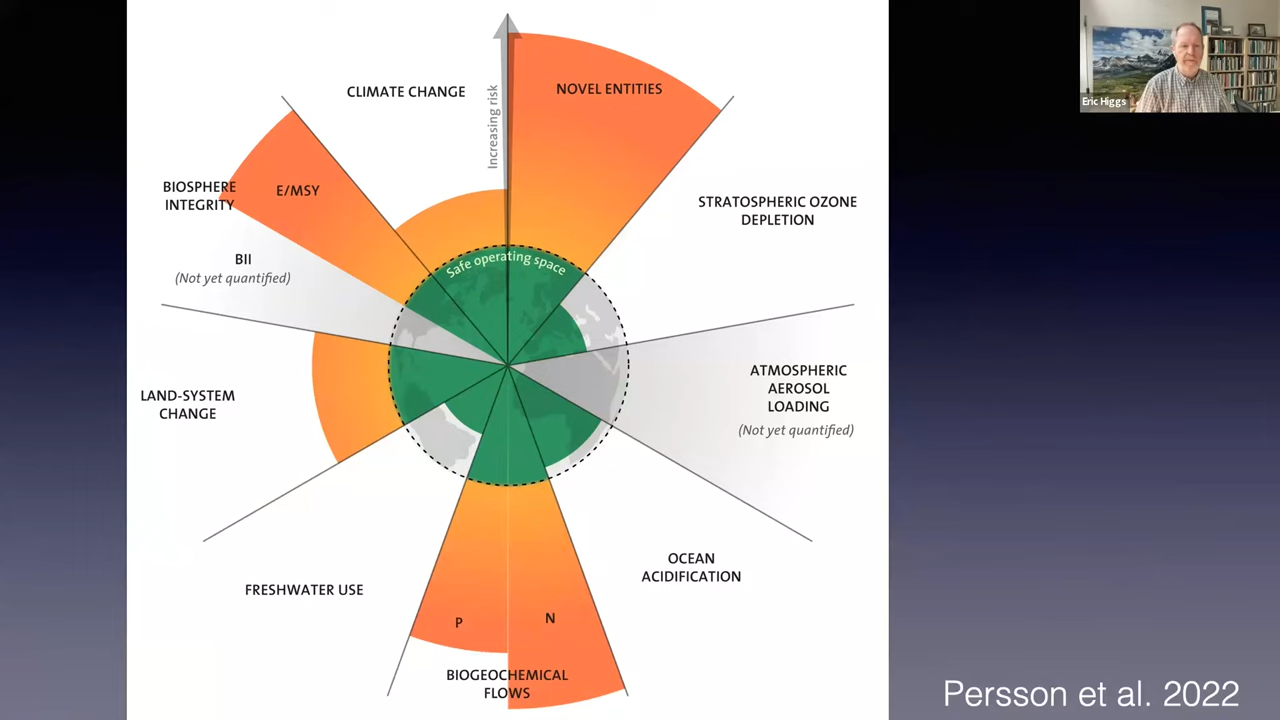 CLIMATE CHANGE
Increasing risk
NOVEL ENTITIES
BIOSPHERE
INTEGRITY
E/MSY
BII
(Not yet quantified)
Safe operating space
STRATOSPHERIC OZONE
DEPLETION
LAND-SYSTEM
CHANGE
ATMOSPHERIC
AEROSOL
LOADING
(Not yet quantified)
FRESHWATER USE
OCEAN
ACIDIFICATION
P
N
BIOGEOCHEMICAL
FLOWS
Eric Higgs
Persson et al. 2022